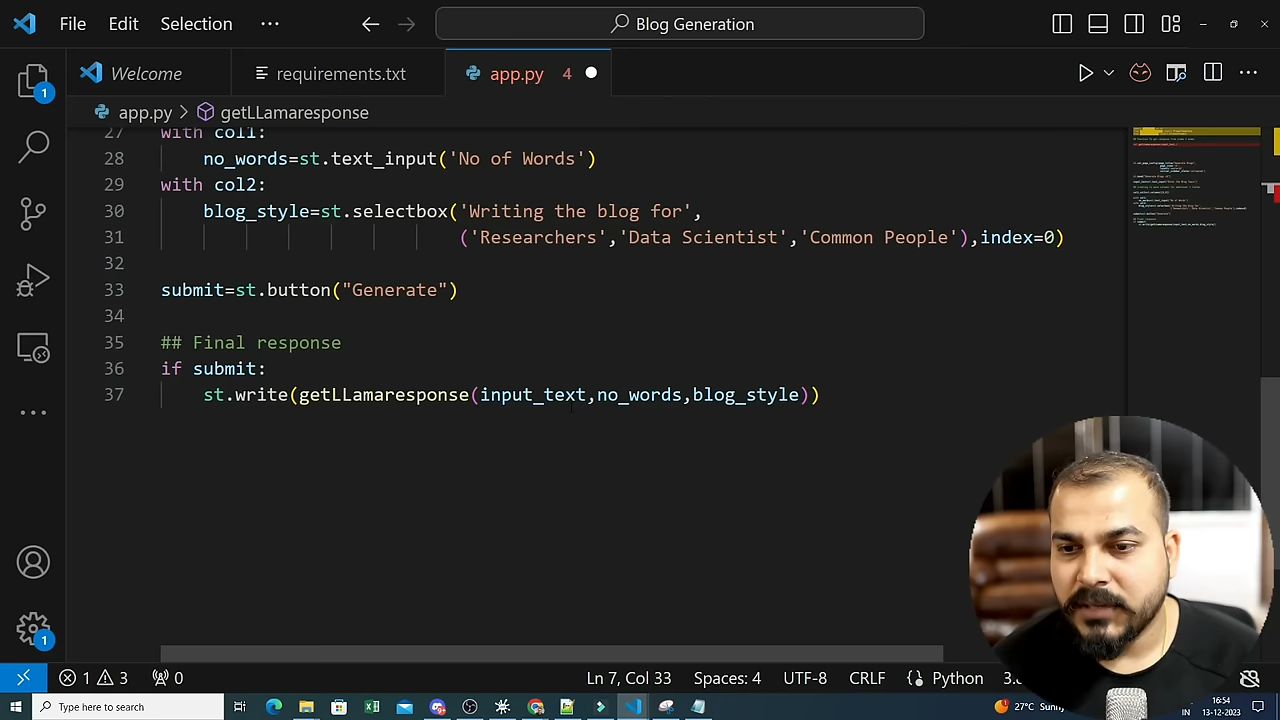 File Edit Selection ··· Blog Generation
Welcome requirements.txt app.py 4
app.py > getLLamaresponse
27 with col1:
28 no_words=st.text_input('No of Words')
29 with col2:
30 blog_style=st.selectbox('Writing the blog for',
31 ('Researchers','Data Scientist','Common People'),index=0)
32
33 submit=st.button("Generate")
34
35 ## Final response
36 if submit:
37 st.write(getLLamaresponse(input_text,no_words,blog_style))
1
1
1 3 0 Ln 7, Col 33 Spaces: 4 UTF-8 CRLF Python
Type here to search 27°C IN 16:54
13-12-2023